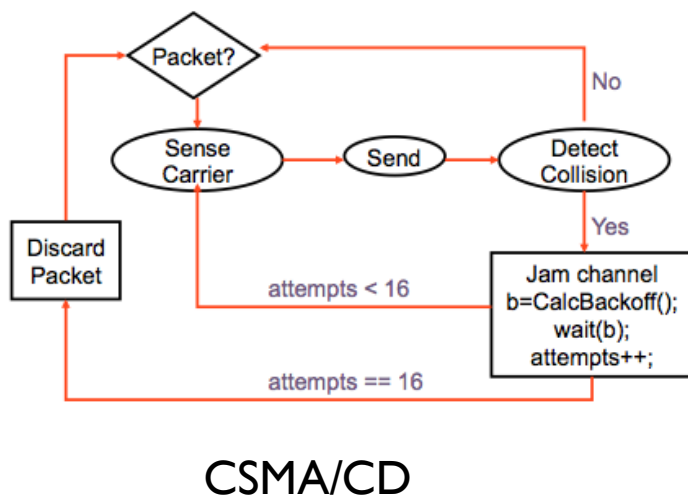 Packet?
No
Sense
Carrier
Send
Detect
Collision
Yes
Discard
Packet
attempts < 16
Jam channel
b=CalcBackoff();
wait(b);
attempts++;
attempts == 16
CSMA/CD